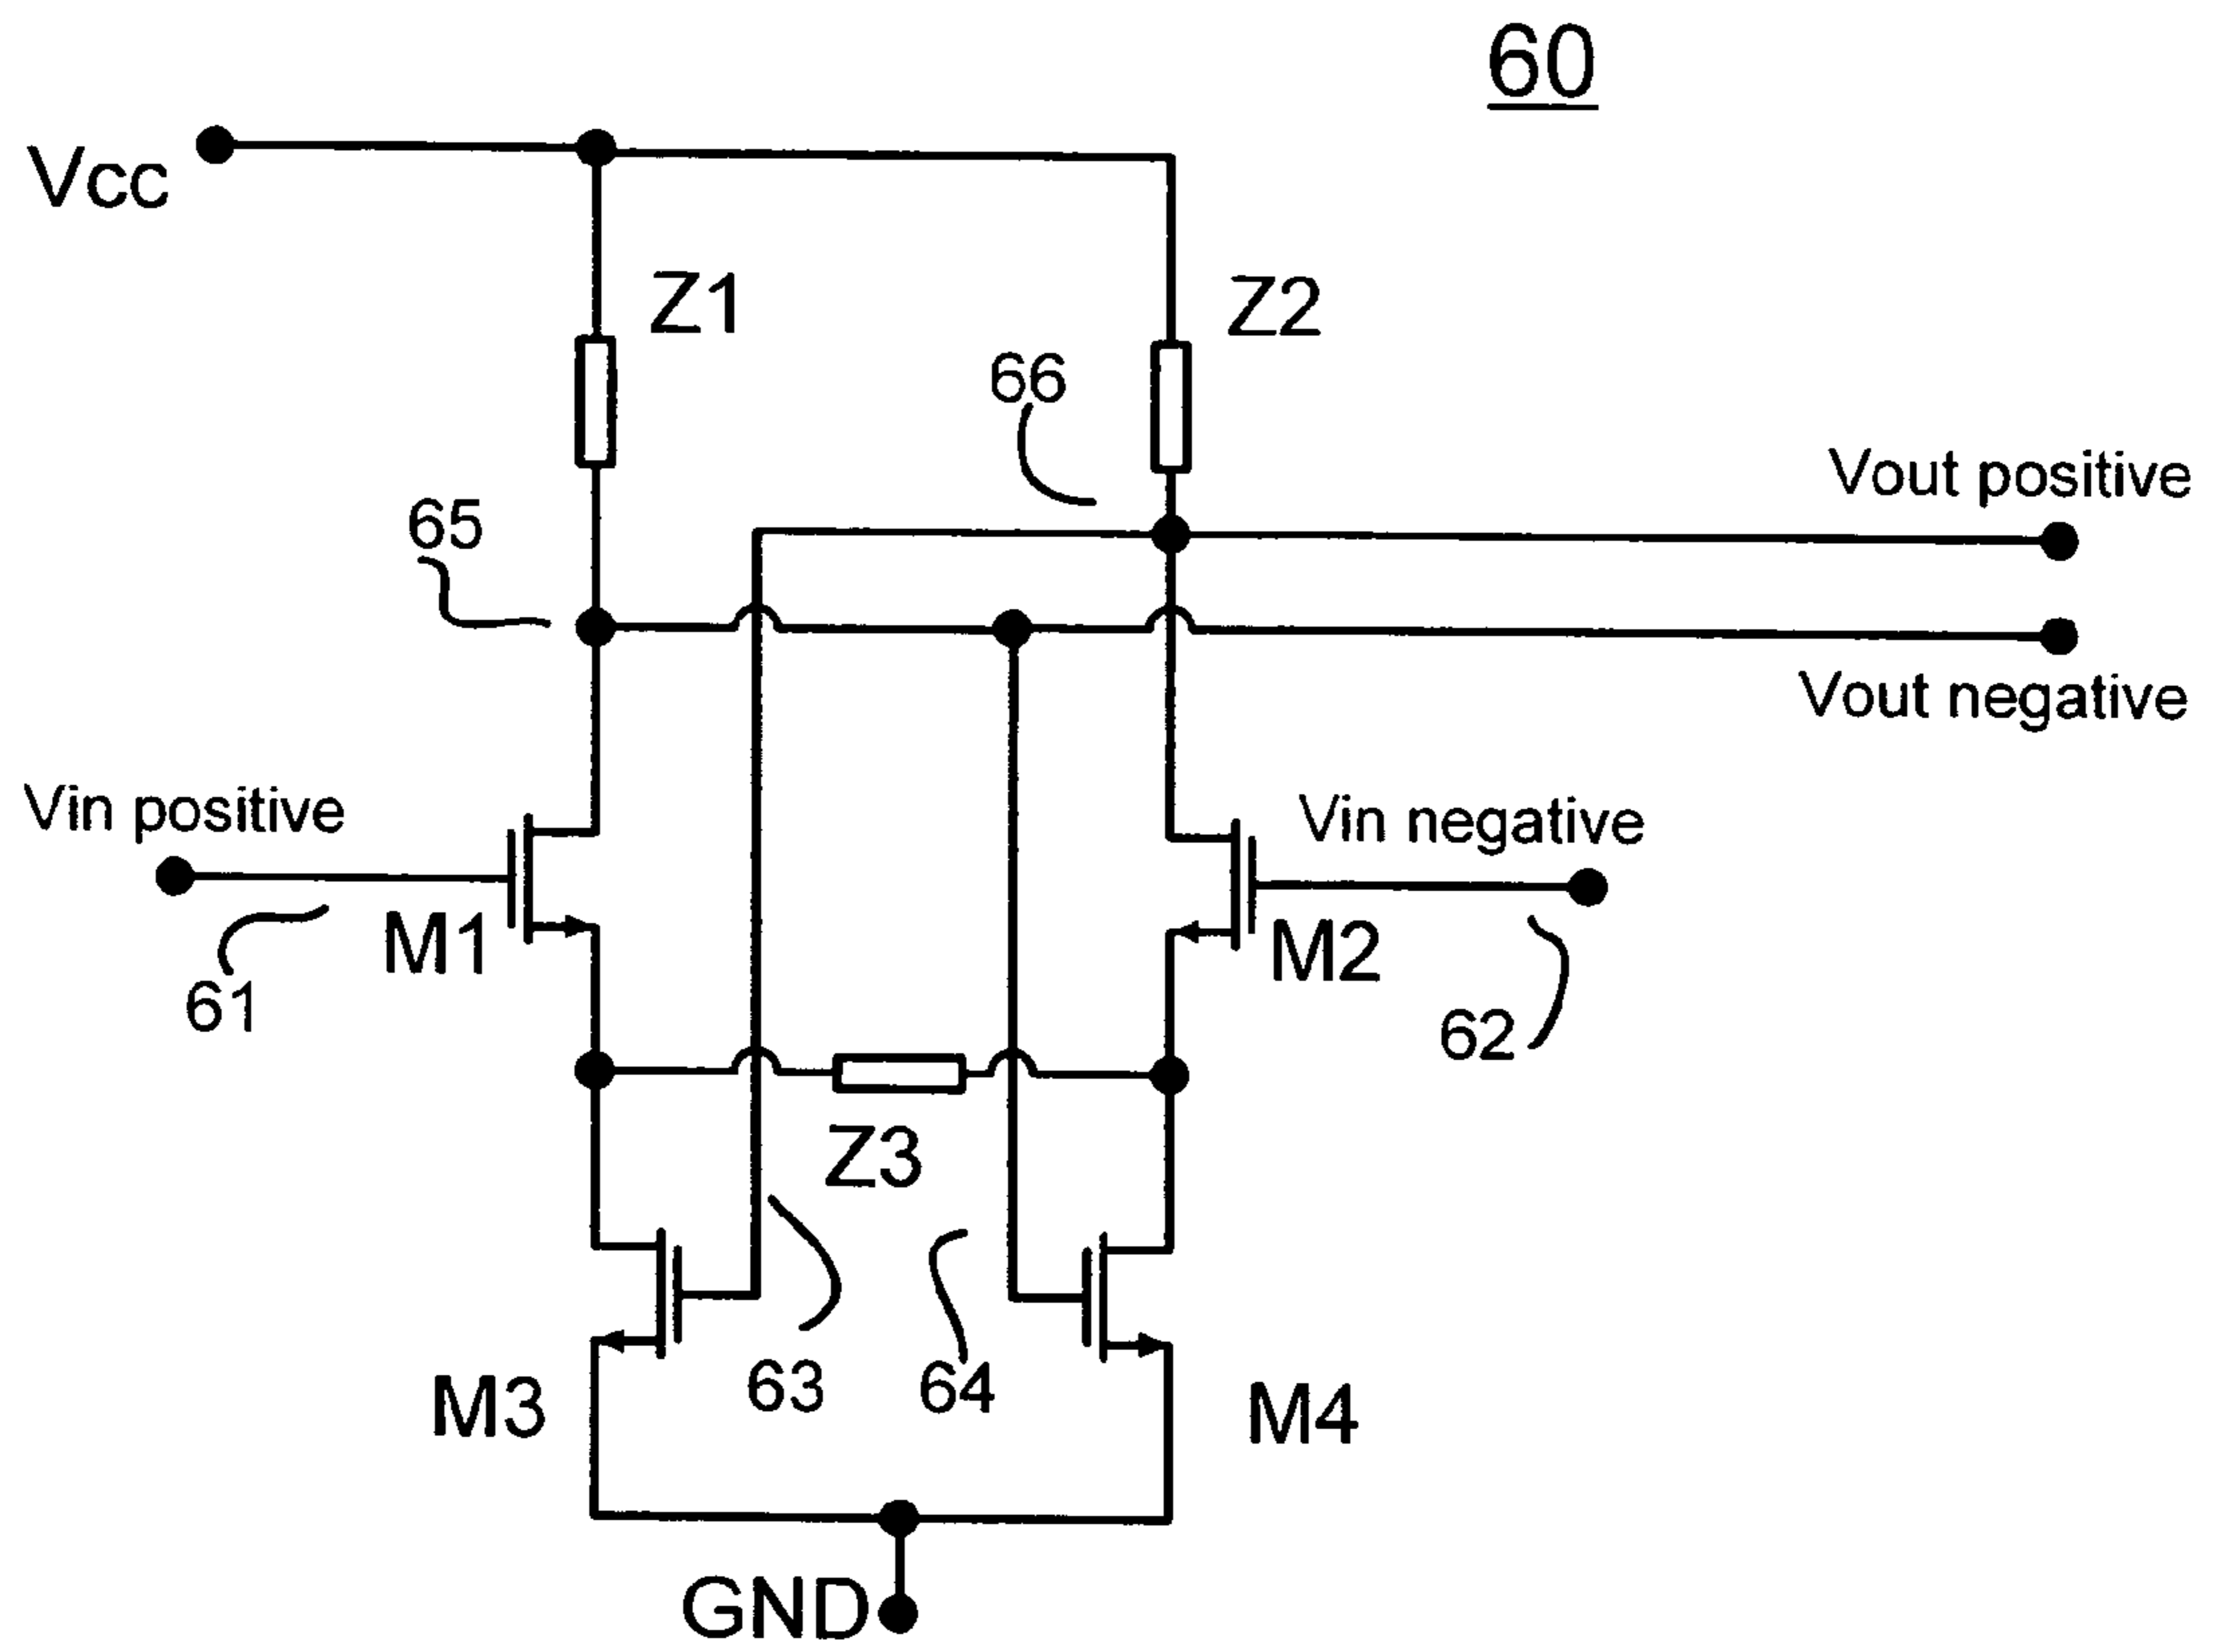 60
Vcc
Z1
Z2
66
Vout positive
65
Vout negative
Vin positive
Vin negative
M1
M2
61
62
Z3
63
64
M3
M4
GND